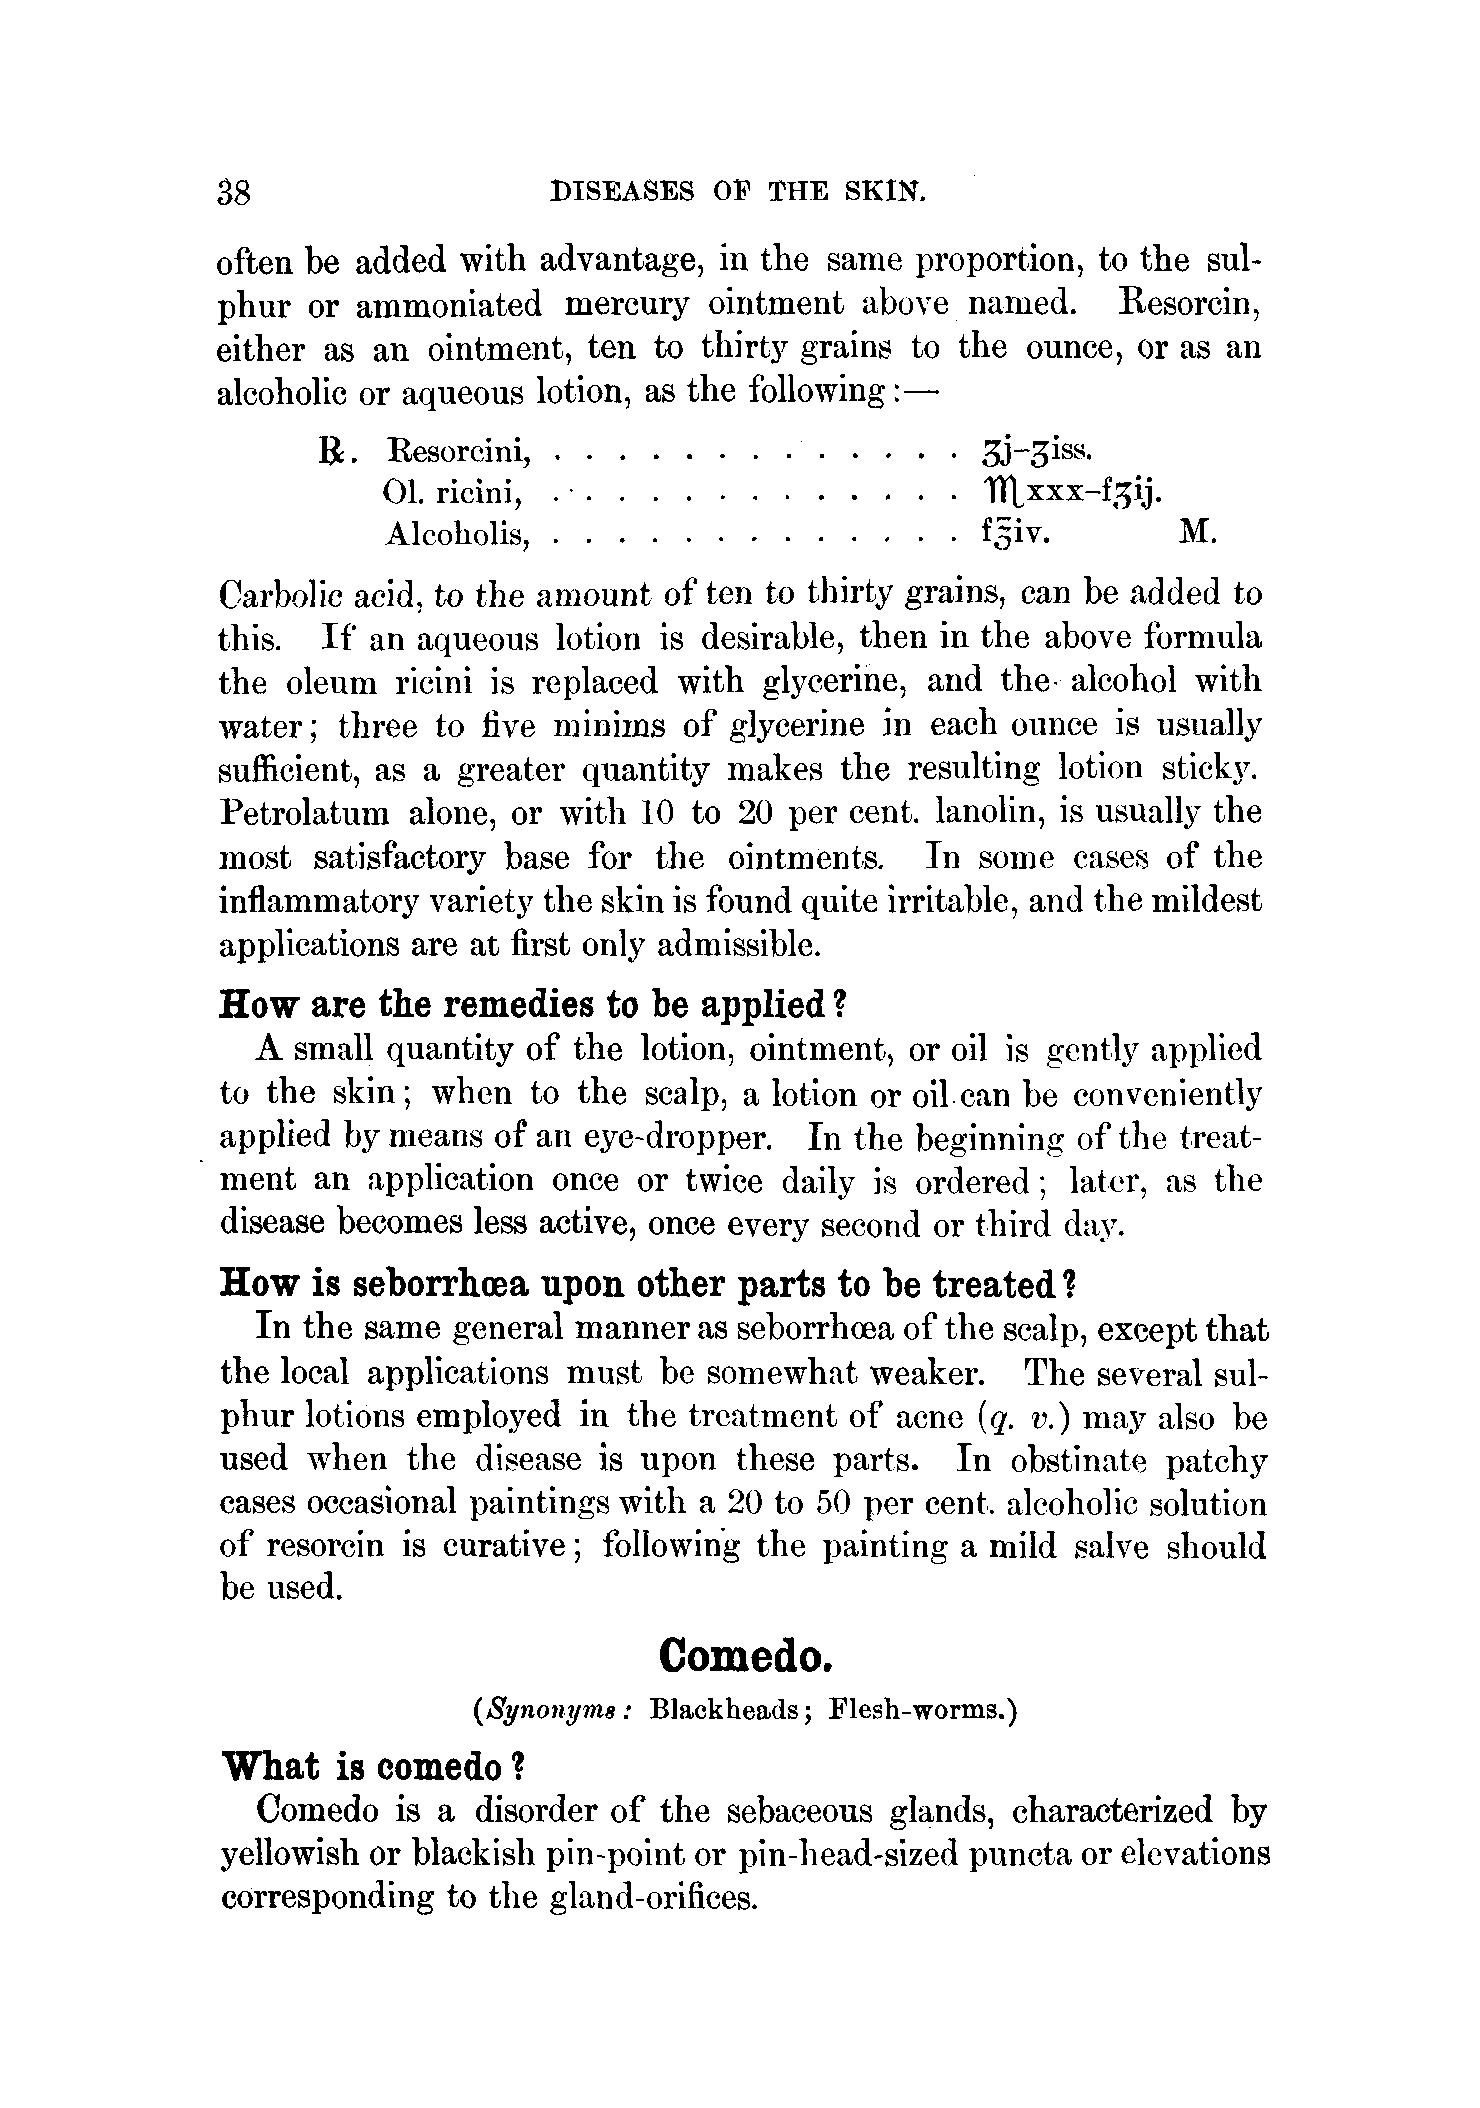 38 DISEASES OF THE SKIN.
often be added with advantage, in the same proportion, to the sul-
phur or ammoniated mercury ointment above named. Resorcin,
either as an ointment, ten to thirty grains to the ounce, or as an
alcoholic or aqueous lotion, as the following:—
℞. Resorcini, . . . . . . . . . . . . . ʒj–ʒiss.
Ol. ricini, . . . . . . . . . . . . . ♏xxx–fʒij.
Alcoholis, . . . . . . . . . . . . . f℥iv. M.
Carbolic acid, to the amount of ten to thirty grains, can be added to
this. If an aqueous lotion is desirable, then in the above formula
the oleum ricini is replaced with glycerine, and the alcohol with
water; three to five minims of glycerine in each ounce is usually
sufficient, as a greater quantity makes the resulting lotion sticky.
Petrolatum alone, or with 10 to 20 per cent. lanolin, is usually the
most satisfactory base for the ointments. In some cases of the
inflammatory variety the skin is found quite irritable, and the mildest
applications are at first only admissible.
How are the remedies to be applied?
A small quantity of the lotion, ointment, or oil is gently applied
to the skin; when to the scalp, a lotion or oil can be conveniently
applied by means of an eye-dropper. In the beginning of the treat-
ment an application once or twice daily is ordered; later, as the
disease becomes less active, once every second or third day.
How is seborrhœa upon other parts to be treated?
In the same general manner as seborrhœa of the scalp, except that
the local applications must be somewhat weaker. The several sul-
phur lotions employed in the treatment of acne (q. v.) may also be
used when the disease is upon these parts. In obstinate patchy
cases occasional paintings with a 20 to 50 per cent. alcoholic solution
of resorcin is curative; following the painting a mild salve should
be used.
Comedo.
(Synonyms: Blackheads; Flesh-worms.)
What is comedo?
Comedo is a disorder of the sebaceous glands, characterized by
yellowish or blackish pin-point or pin-head-sized puncta or elevations
corresponding to the gland-orifices.